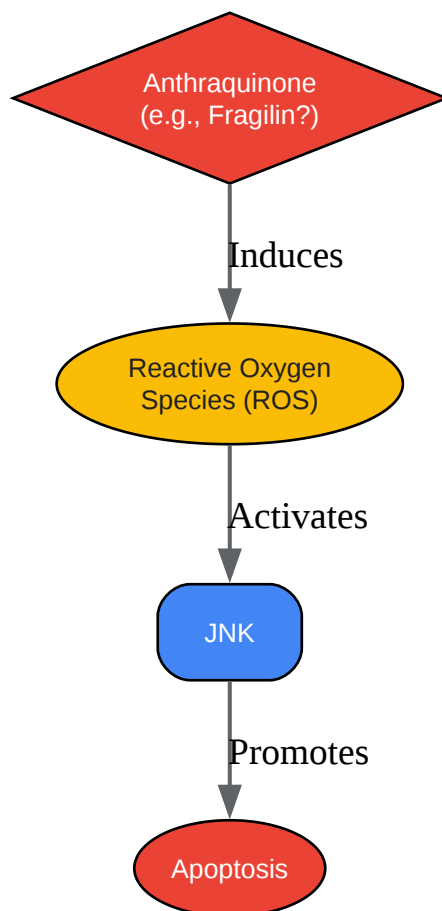 Anthraquinone
(e.g., Fragilin?)
Induces
Reactive Oxygen
Species (ROS)
Activates
JNK
Promotes
Apoptosis